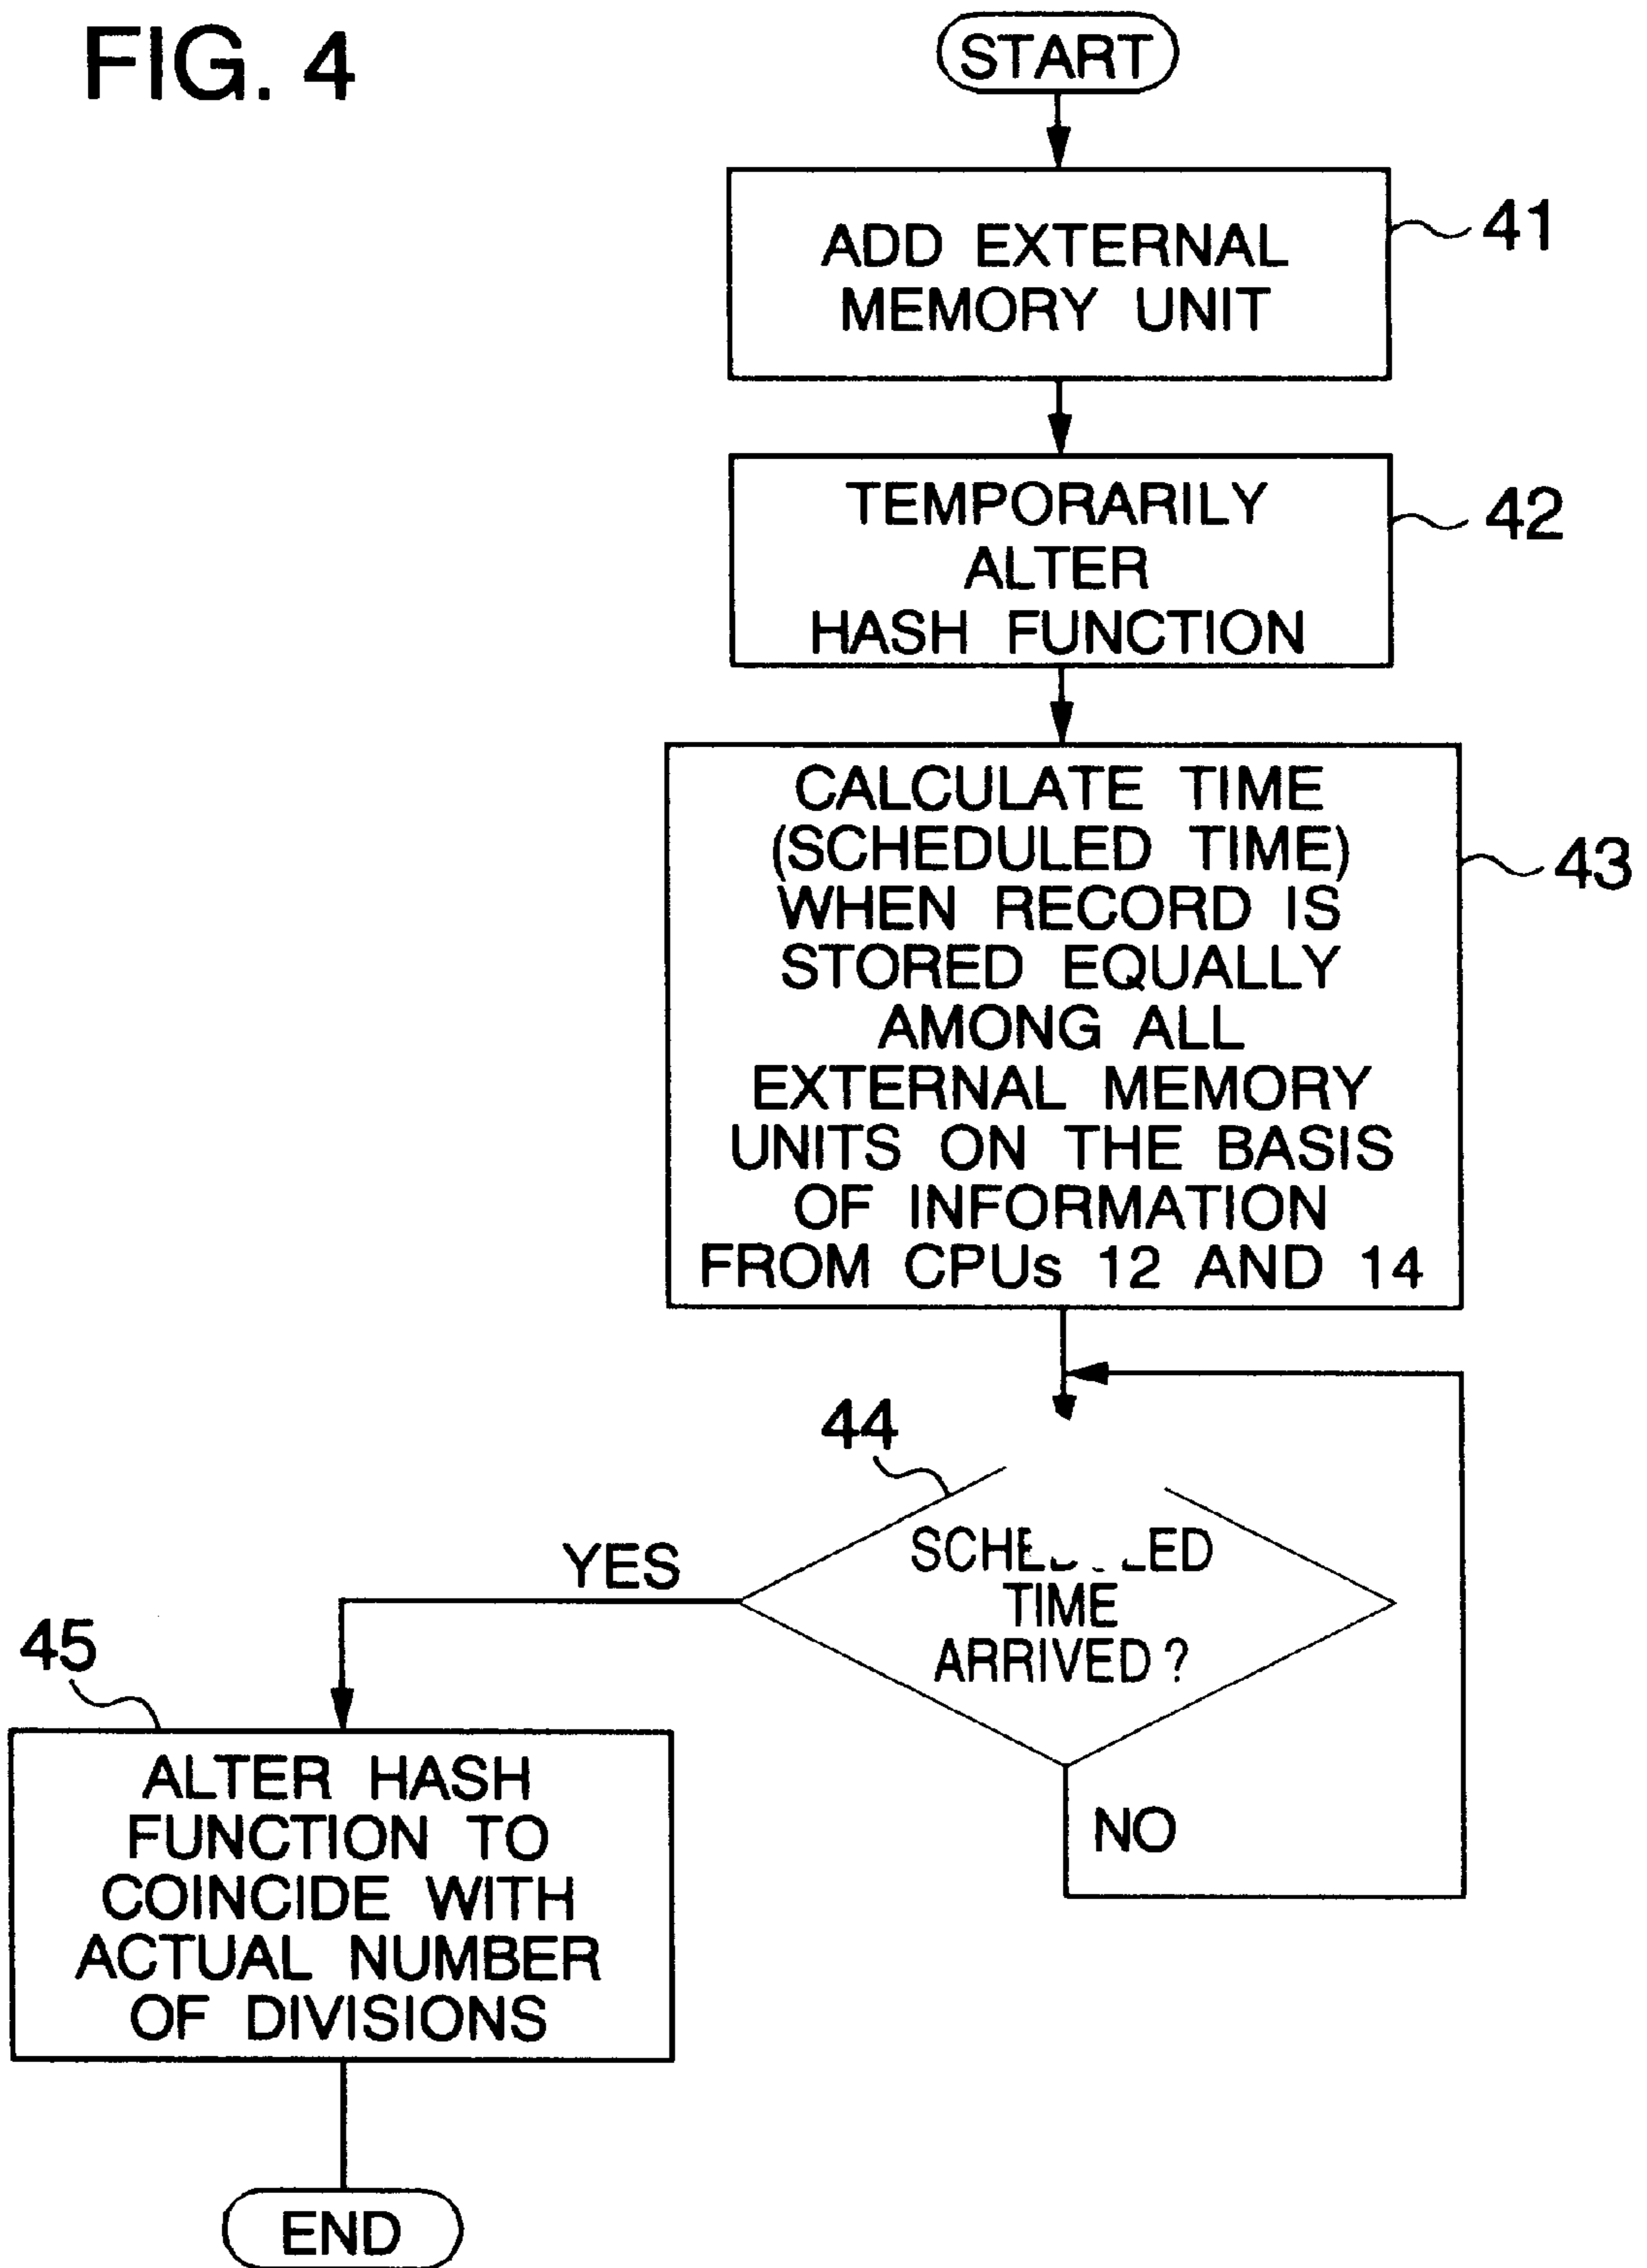 FIG. 4
START
ADD EXTERNAL
MEMORY UNIT
41
TEMPORARILY
ALTER
HASH FUNCTION
42
CALCULATE TIME
(SCHEDULED TIME)
WHEN RECORD IS
STORED EQUALLY
AMONG ALL
EXTERNAL MEMORY
UNITS ON THE BASIS
OF INFORMATION
FROM CPUs 12 AND 14
43
44
SCHEDULED
TIME
ARRIVED?
YES
NO
45
ALTER HASH
FUNCTION TO
COINCIDE WITH
ACTUAL NUMBER
OF DIVISIONS
END